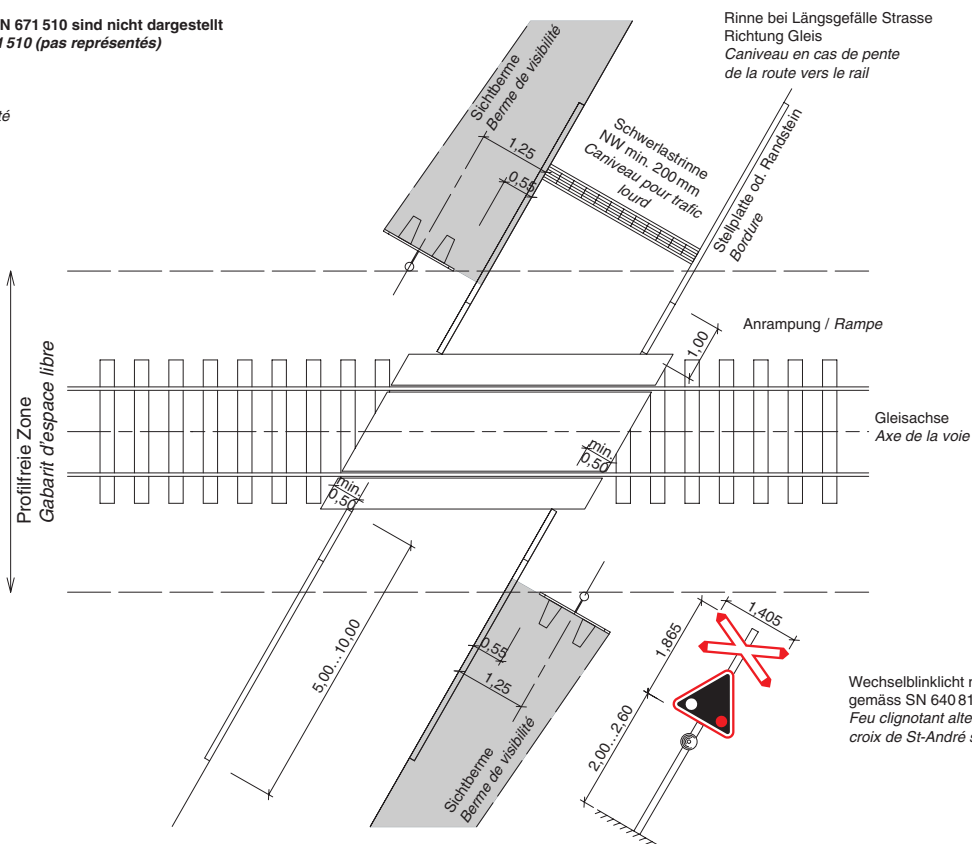 N 671 510 sind nicht dargestellt
1 510 (pas représentés)
té
Rinne bei Längsgefälle Strasse
Richtung Gleis
Caniveau en cas de pente
de la route vers le rail
Sichtberme
Berme de visibilité
1,25
0,55
Schwerlastrinne
NW min. 200 mm
Caniveau pour trafic
lourd
Stellplatte od. Randstein
Bordure
Anrampung / Rampe
1,00
Profilfreie Zone
Gabarit d'espace libre
Gleisachse
Axe de la voie
min.
0,50
min.
0,50
5,00...10,00
0,55
1,25
Sichtberme
Berme de visibilité
1,405
1,865
2,00...2,60
Wechselblinklicht
gemäss SN 640 81
Feu clignotant alte
croix de St-André s